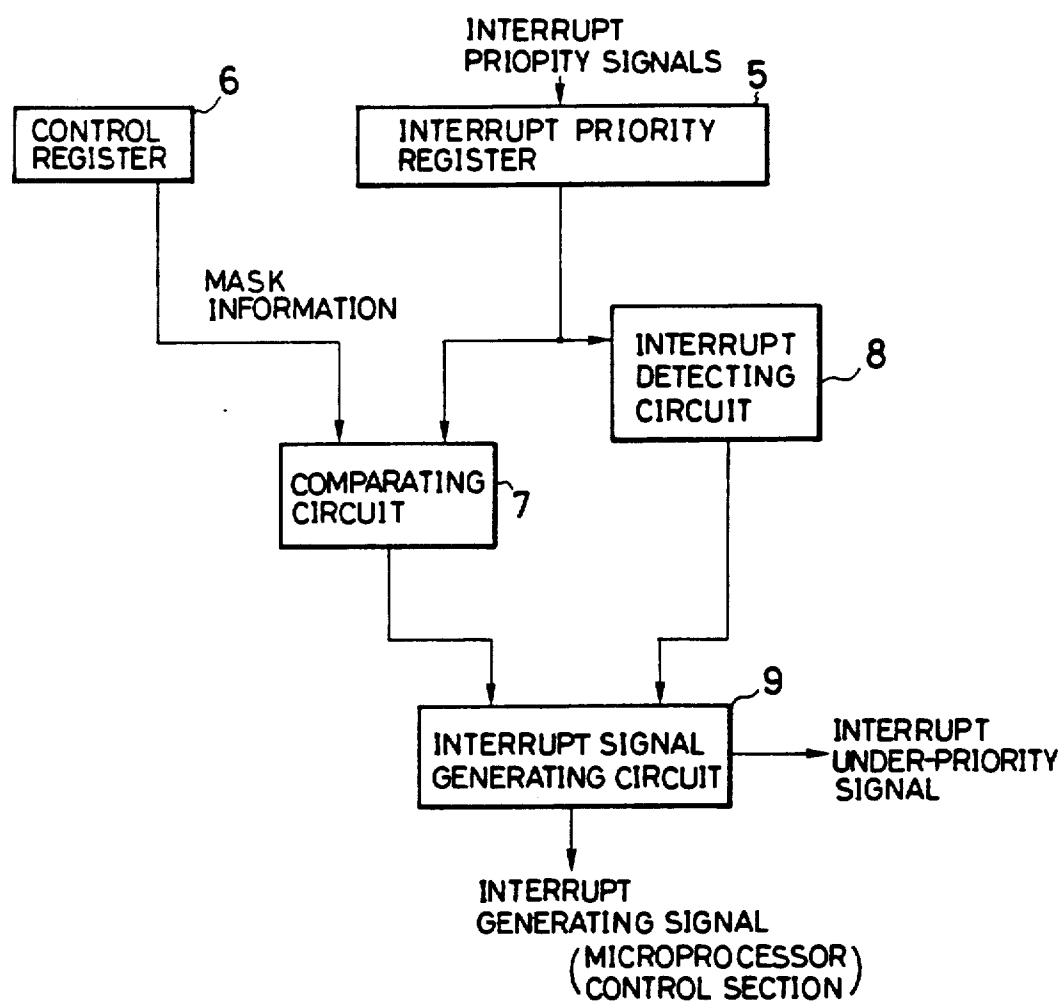 INTERRUPT
PRIOPITY SIGNALS
5
6
CONTROL
REGISTER
INTERRUPT PRIORITY
REGISTER
MASK
INFORMATION
INTERRUPT
DETECTING
CIRCUIT
8
COMPARATING
CIRCUIT
7
9
INTERRUPT SIGNAL
GENERATING CIRCUIT
INTERRUPT
UNDER-PRIORITY
SIGNAL
INTERRUPT
GENERATING SIGNAL
(MICROPROCESSOR
CONTROL SECTION)